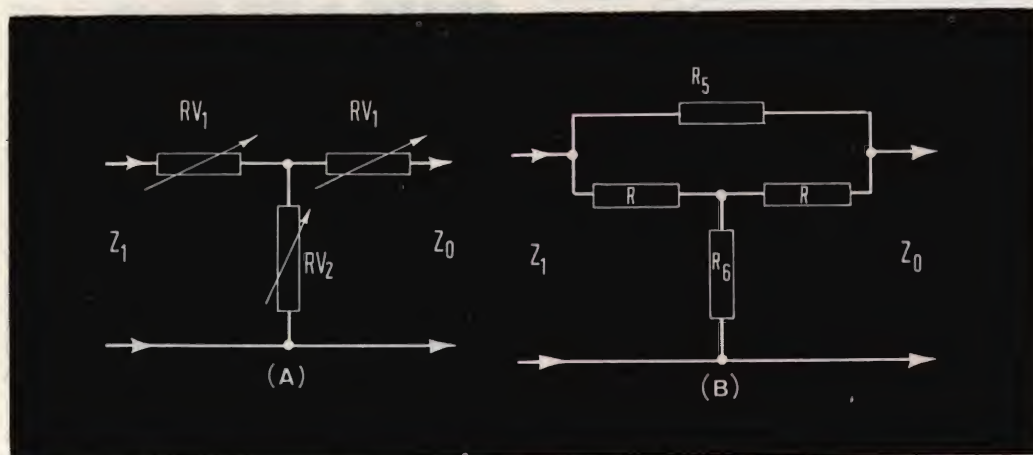 RV₁ RV₁
Z₁ RV₂ Z₀
(A)
R₅
R R
Z₁ R₆ Z₀
(B)